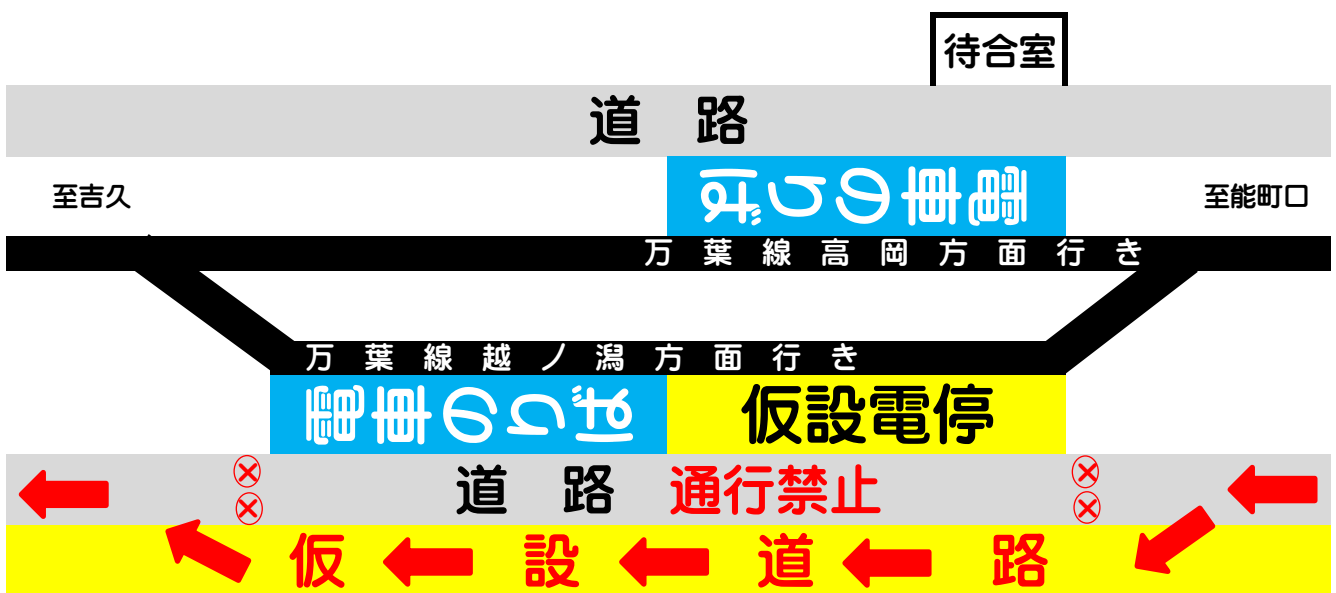 待合室
道 路
至吉久
電車のりば
至能町口
万葉線高岡方面行き
万葉線越ノ潟方面行き
電車のりば
仮設電停
道 路 通行禁止
仮 設 道 路